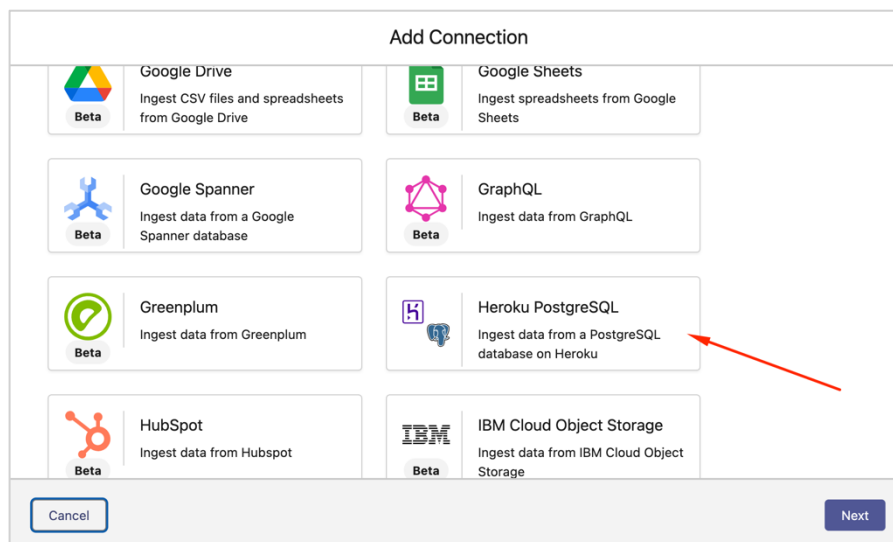 Add Connection
Google Drive
Ingest CSV files and spreadsheets
from Google Drive
Beta
Google Sheets
Ingest spreadsheets from Google
Sheets
Beta
Google Spanner
Ingest data from a Google
Spanner database
Beta
GraphQL
Ingest data from GraphQL
Beta
Greenplum
Ingest data from Greenplum
Beta
Heroku PostgreSQL
Ingest data from a PostgreSQL
database on Heroku
HubSpot
Ingest data from Hubspot
Beta
IBM
IBM Cloud Object Storage
Ingest data from IBM Cloud Object
Storage
Beta
Cancel
Next